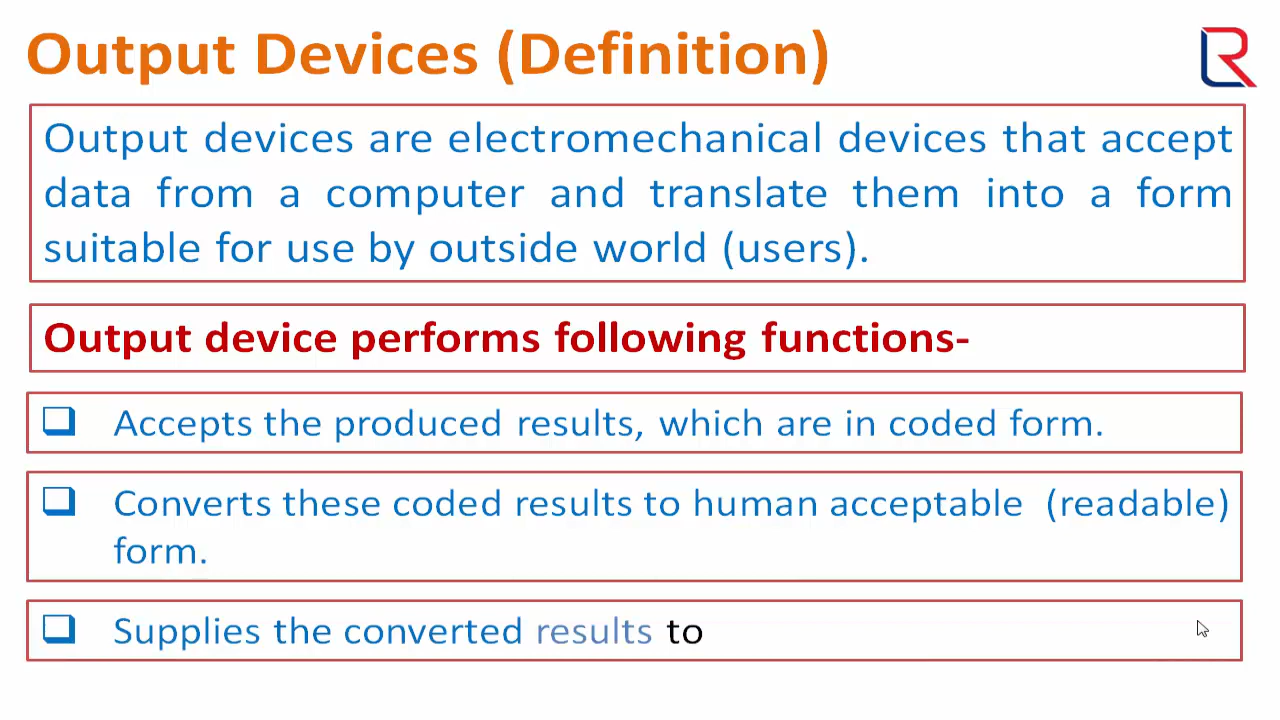 Output Devices (Definition)
Output devices are electromechanical devices that accept
data from a computer and translate them into a form
suitable for use by outside world (users).
Output device performs following functions-
Accepts the produced results, which are in coded form.
Converts these coded results to human acceptable (readable)
form.
Supplies the converted results to